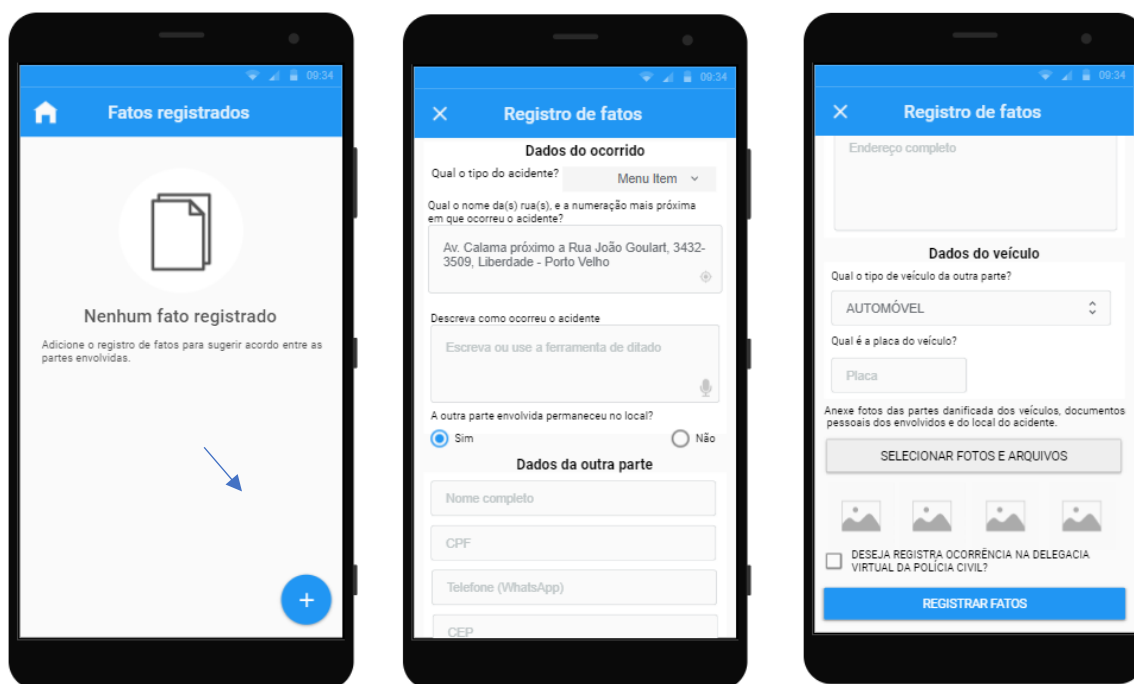 09:34
Fatos registrados
Nenhum fato registrado
Adicione o registro de fatos para sugerir acordo entre as
partes envolvidas.
+
09:34
Registro de fatos
Dados do ocorrido
Qual o tipo do acidente?
Menu Item
Qual o nome da(s) rua(s), e a numeração mais próxima
em que ocorreu o acidente?
Av. Calama próximo a Rua João Goulart, 3432-
3509, Liberdade - Porto Velho
Descreva como ocorreu o acidente
Escreva ou use a ferramenta de ditado
A outra parte envolvida permaneceu no local?
Sim
Não
Dados da outra parte
Nome completo
CPF
Telefone (WhatsApp)
CEP
09:34
Registro de fatos
Endereço completo
Dados do veículo
Qual o tipo de veículo da outra parte?
AUTOMÓVEL
Qual é a placa do veículo?
Placa
Anexe fotos das partes danificada dos veículos, documentos
pessoais dos envolvidos e do local do acidente.
SELECIONAR FOTOS E ARQUIVOS
DESEJA REGISTRA OCORRÊNCIA NA DELEGACIA
VIRTUAL DA POLÍCIA CIVIL?
REGISTRAR FATOS